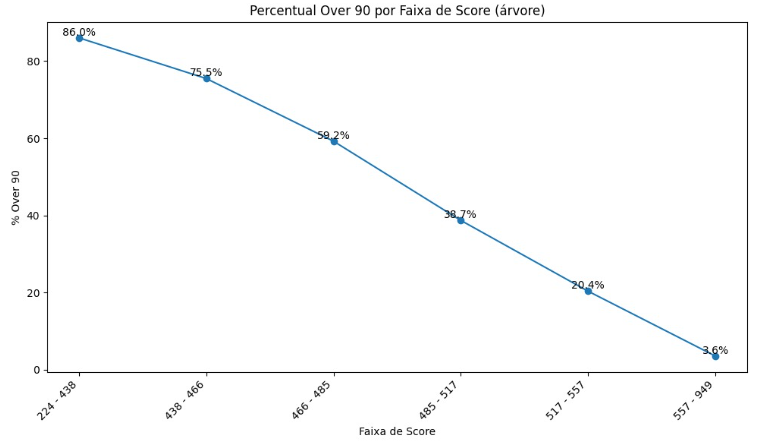 Percentual Over 90 por Faixa de Score (árvore)
86.0%
75.5%
59.2%
38.7%
20.4%
3.6%
% Over 90
80
60
40
20
0
224 - 438
438 - 466
466 - 485
485 - 517
517 - 557
557 - 949
Faixa de Score